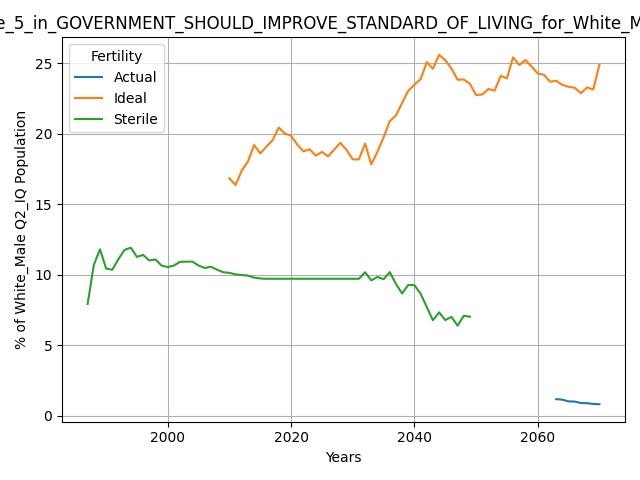 e_5_in_GOVERNMENT_SHOULD_IMPROVE_STANDARD_OF_LIVING_for_White_M
Fertility
Actual
Ideal
Sterile
% of White_Male Q2_IQ Population
25
20
15
10
5
0
2000 2020 2040 2060
Years